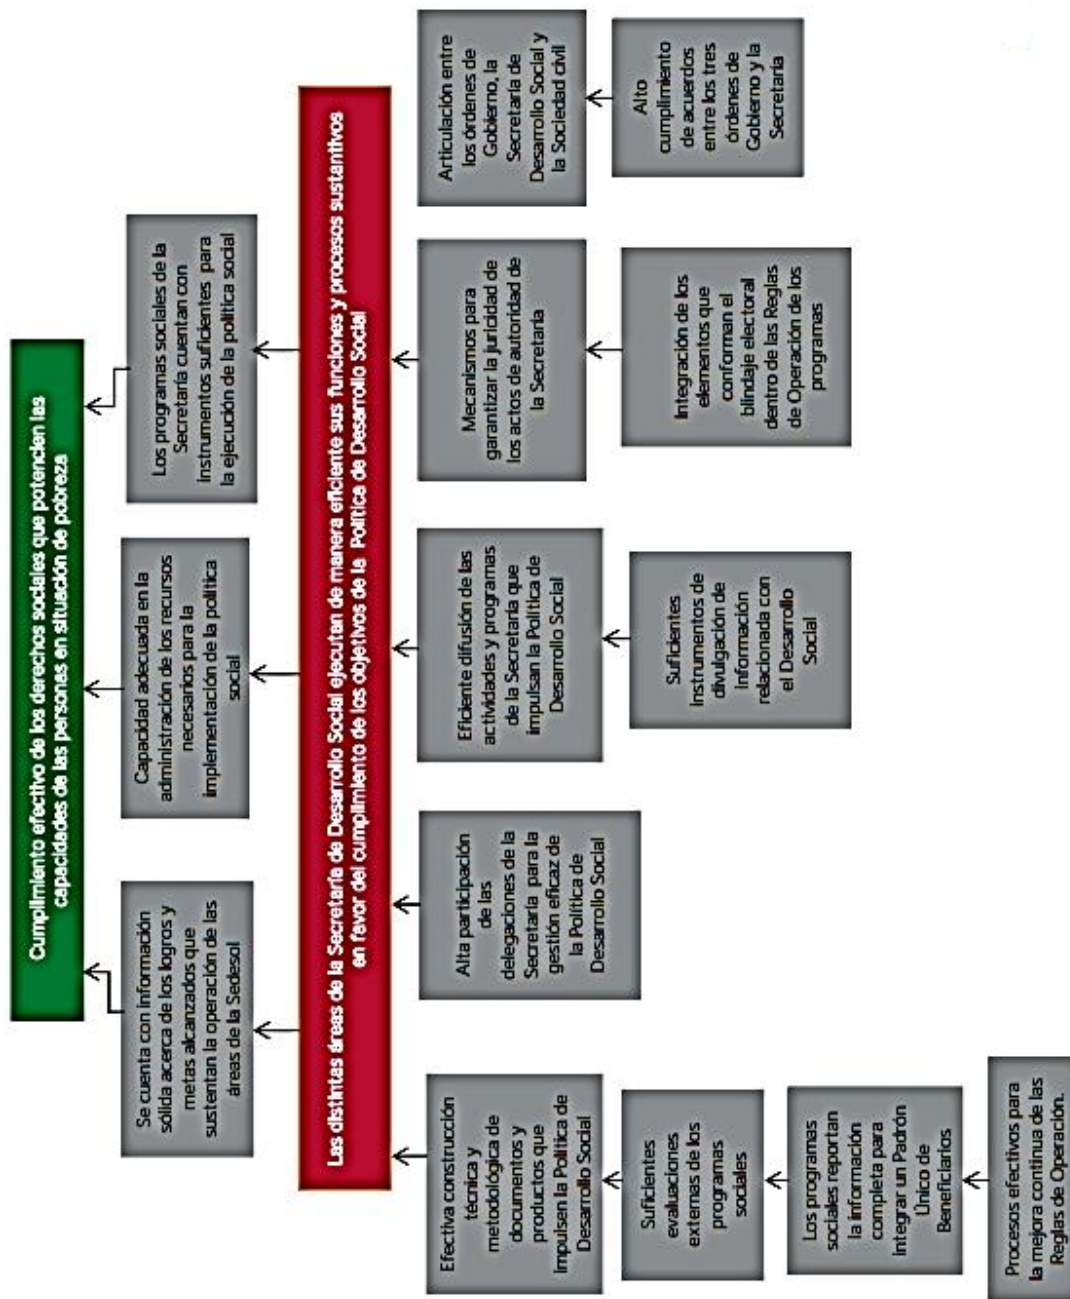 Cumplimiento efectivo de los derechos sociales que potencien las
capacidades de las personas en situación de pobreza
Se cuenta con información
sólida acerca de los logros y
metas alcanzados que
sustentan la operación de las
áreas de la Sedesol
Capacidad adecuada en la
administración de los recursos
necesarios para la
implementación de la política
social
Los programas sociales de la
Secretaría cuentan con
instrumentos suficientes para
la ejecución de la política social
Las distintas áreas de la Secretaría de Desarrollo Social ejecutan de manera eficiente sus funciones y procesos sustantivos
en favor del cumplimiento de los objetivos de la Política de Desarrollo Social
Efectiva construcción
técnica y
metodológica de
documentos y
productos que
impulsen la Política de
Desarrollo Social
Suficientes
evaluaciones
externas de los
programas
sociales
Los programas
sociales reportan
la información
completa para
integrar un Padrón
Único de
Beneficiarios
Procesos efectivos para
la mejora continua de las
Reglas de Operación.
Alta participación
de las
delegaciones de la
Secretaría para la
gestión eficaz de
la Política de
Desarrollo Social
Eficiente difusión de las
actividades y programas
de la Secretaría que
impulsan la Política de
Desarrollo Social
Suficientes
instrumentos de
divulgación de
información
relacionada con
el Desarrollo
Social
Mecanismos para
garantizar la juricidad de
los actos de autoridad de
la Secretaría
Integración de los
elementos que
conforman el
blindaje electoral
dentro de las Reglas
de Operación de los
programas
Articulación entre
los órdenes de
Gobierno, la
Secretaría de
Desarrollo Social y
la Sociedad civil
Alto
cumplimiento
de acuerdos
entre los tres
órdenes de
Gobierno y la
Secretaría